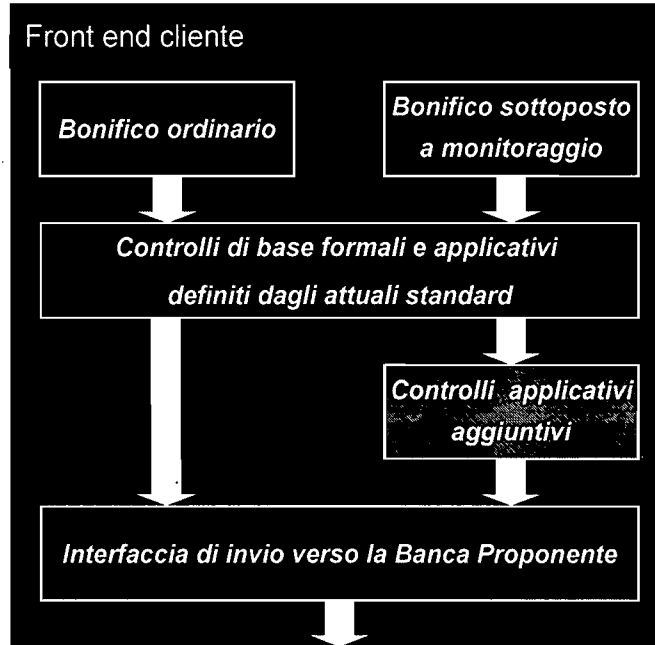 Front end cliente
Bonifico ordinario
Bonifico sottoposto
a monitoraggio
Controlli di base formali e applicativi
definiti dagli attuali standard
Controlli applicativi
aggiuntivi
Interfaccia di invio verso la Banca Proponente